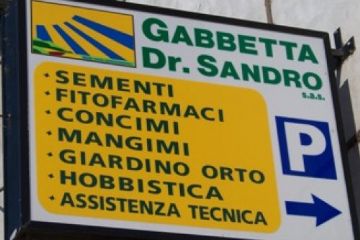 GABBETTA
Dr. SANDRO
s.a.s.
· SEMENTI
· FITOFARMACI
· CONCIMI
· MANGIMI
· GIARDINO ORTO
· HOBBISTICA
· ASSISTENZA TECNICA
P